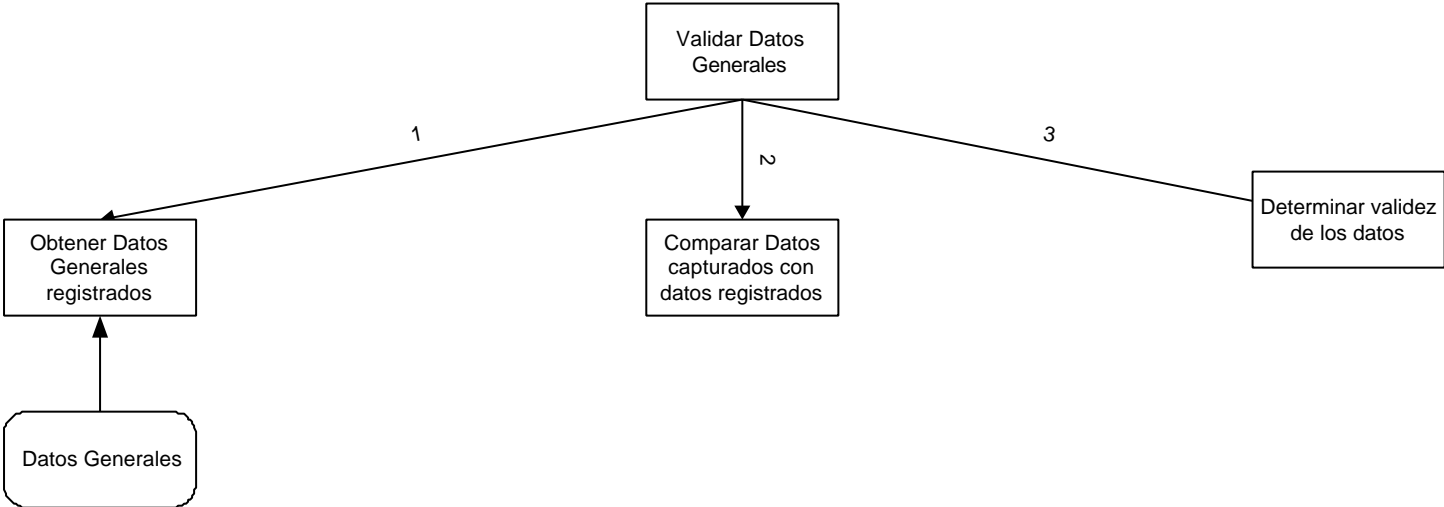 Validar Datos
Generales
1
2
3
Determinar validez
de los datos
Obtener Datos
Generales
registrados
Comparar Datos
capturados con
datos registrados
Datos Generales